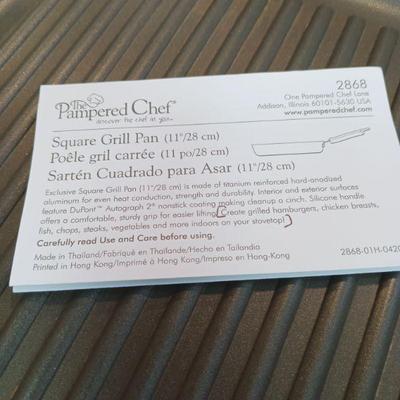 The
Pampered Chef®
discover the chef in you™
2868
One Pampered Chef Lane
Addison, Illinois 60101-5630 USA
www.pamperedchef.com
Square Grill Pan (11"/28 cm)
Poêle gril carrée (11 po/28 cm)
Sartén Cuadrado para Asar (11"/28 cm)
Exclusive Square Grill Pan (11"/28 cm) is made of titanium reinforced hard-anodized
aluminum for even heat conduction, strength and durability. Interior and exterior surfaces
feature DuPont™ Autograph 2® nonstick coating making cleanup a cinch. Silicone handle
offers a comfortable, sturdy grip for easier lifting. Create grilled hamburgers, chicken breasts,
fish, chops, steaks, vegetables and more indoors on your stovetop!
Carefully read Use and Care before using.
Made in Thailand/Fabriqué en Thaïlande/Hecho en Tailandia
Printed in Hong Kong/Imprimé à Hong Kong/Impreso en Hong-Kong
2868-01H-0420